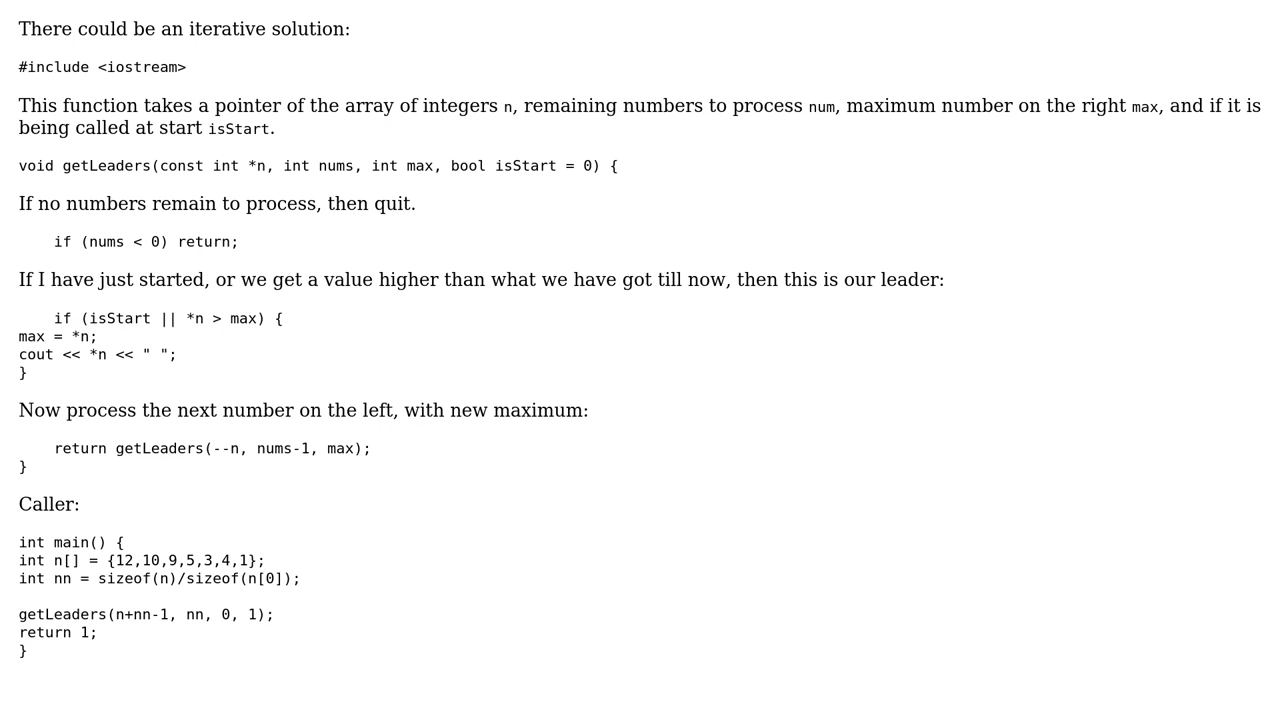 There could be an iterative solution:
#include <iostream>
This function takes a pointer of the array of integers n, remaining numbers to process num, maximum number on the right max, and if it is
being called at start isStart.
void getLeaders(const int *n, int nums, int max, bool isStart = 0) {
If no numbers remain to process, then quit.
    if (nums < 0) return;
If I have just started, or we get a value higher than what we have got till now, then this is our leader:
    if (isStart || *n > max) {
max = *n;
cout << *n << " ";
}
Now process the next number on the left, with new maximum:
    return getLeaders(--n, nums-1, max);
}
Caller:
int main() {
int n[] = {12,10,9,5,3,4,1};
int nn = sizeof(n)/sizeof(n[0]);
getLeaders(n+nn-1, nn, 0, 1);
return 1;
}